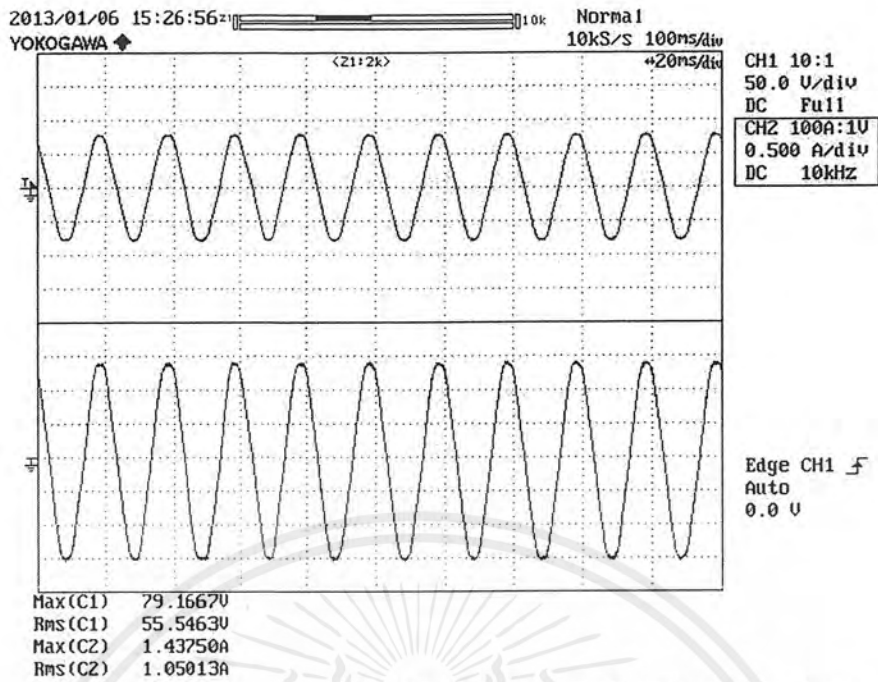 2013/01/06 15:26:56 Z1 10k Normal
YOKOGAWA 10kS/s 100ms/div
<Z1:2k> ↔20ms/div
CH1 10:1
50.0 V/div
DC Full
CH2 100A:1V
0.500 A/div
DC 10kHz
T
Edge CH1
Auto
0.0 V
Max(C1) 79.1667V
Rms(C1) 55.5463V
Max(C2) 1.43750A
Rms(C2) 1.05013A